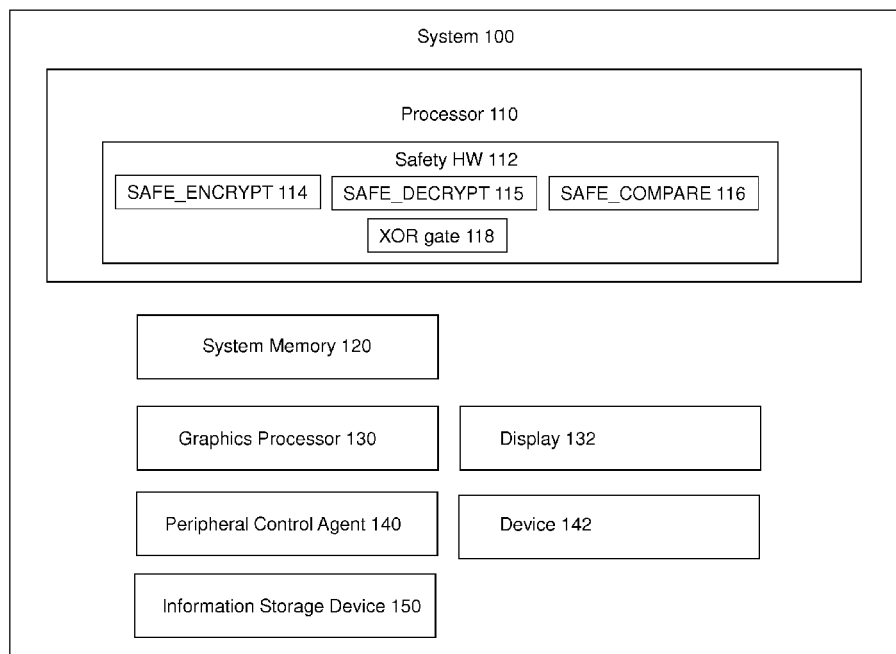 System 100
Processor 110
Safety HW 112
SAFE_ENCRYPT 114
SAFE_DECRYPT 115
SAFE_COMPARE 116
XOR gate 118
System Memory 120
Graphics Processor 130
Display 132
Peripheral Control Agent 140
Device 142
Information Storage Device 150